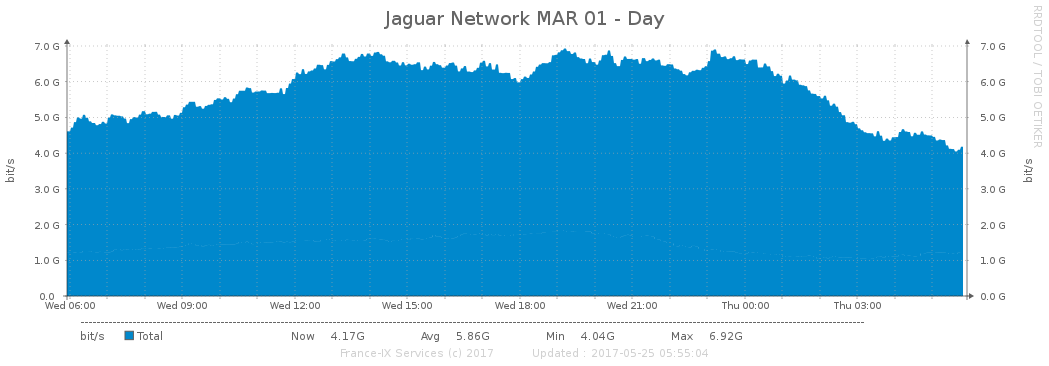 Jaguar Network MAR 01 - Day
RRDTOOL / TOBI OETIKER
bit/s
7.0 G 7.0 G
6.0 G 6.0 G
5.0 G 5.0 G
4.0 G 4.0 G
3.0 G 3.0 G
2.0 G 2.0 G
1.0 G 1.0 G
0.0 0.0 G
bit/s
Wed 06:00 Wed 09:00 Wed 12:00 Wed 15:00 Wed 18:00 Wed 21:00 Thu 00:00 Thu 03:00
bit/s Total Now 4.17G Avg 5.86G Min 4.04G Max 6.92G
France-IX Services (c) 2017 Updated : 2017-05-25 05:55:04